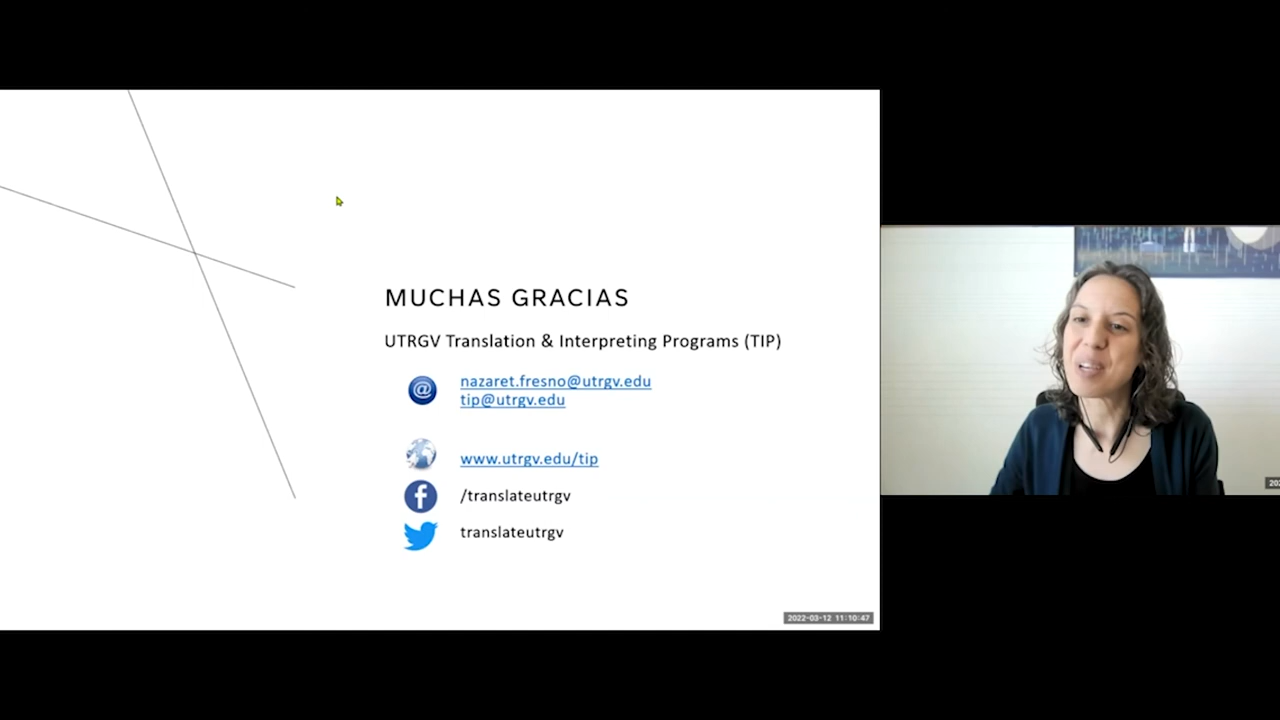 MUCHAS GRACIAS
UTRGV Translation & Interpreting Programs (TIP)
@
nazaret.fresno@utrgv.edu
tip@utrgv.edu
www.utrgv.edu/tip
f
/translateutrgv
translateutrgv
2022-03-12 11:10:47
202